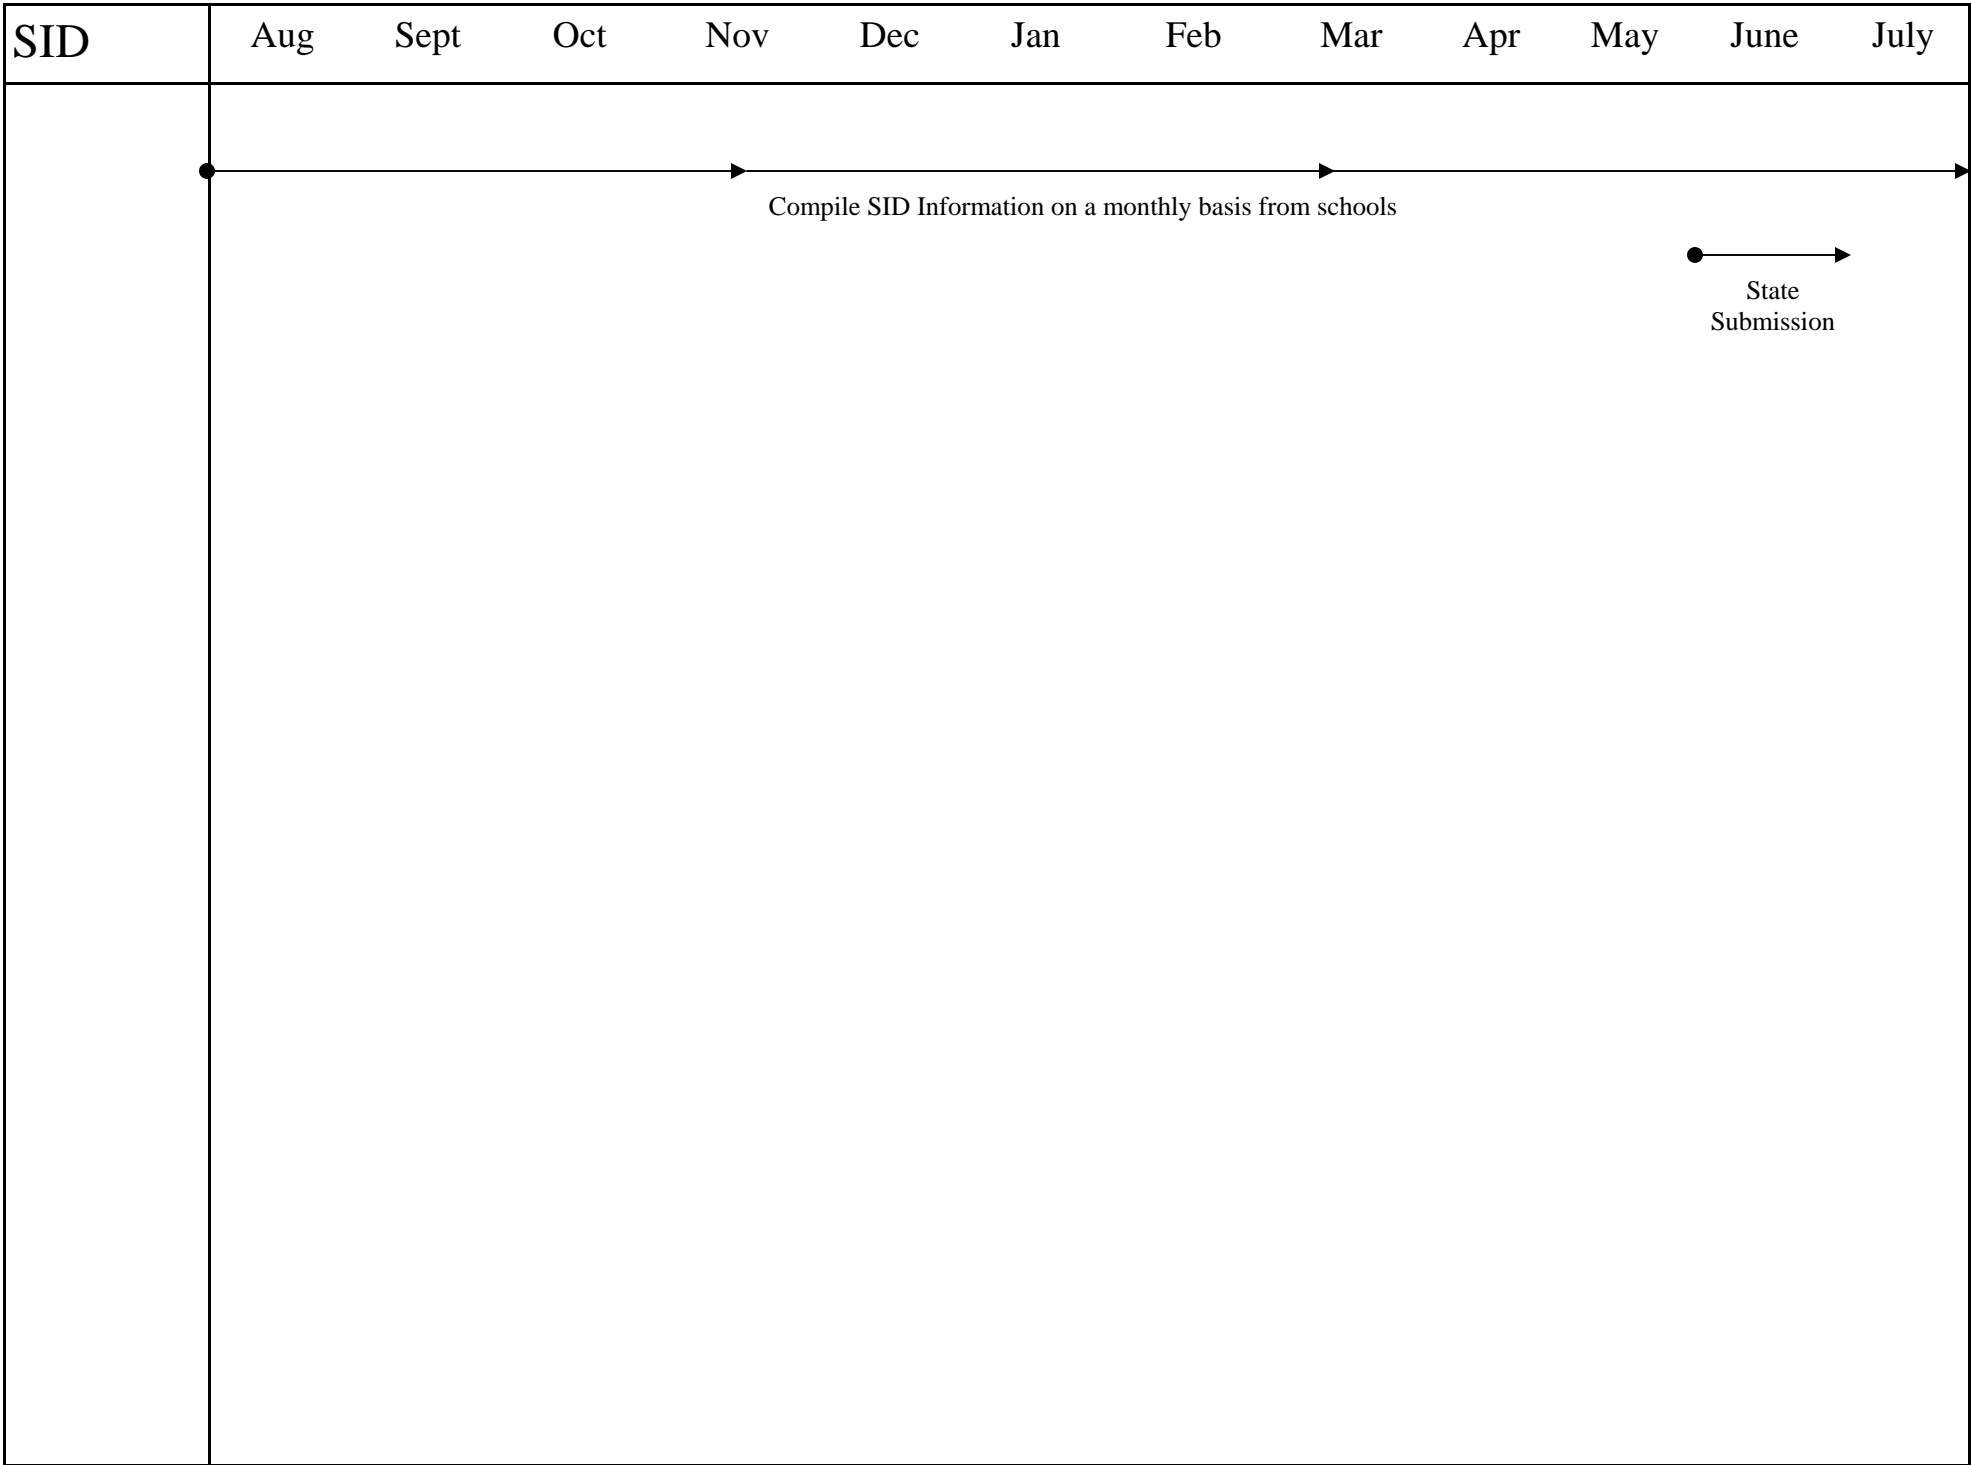 SID Aug Sept Oct Nov Dec Jan Feb Mar Apr May June July
Compile SID Information on a monthly basis from schools
State
Submission